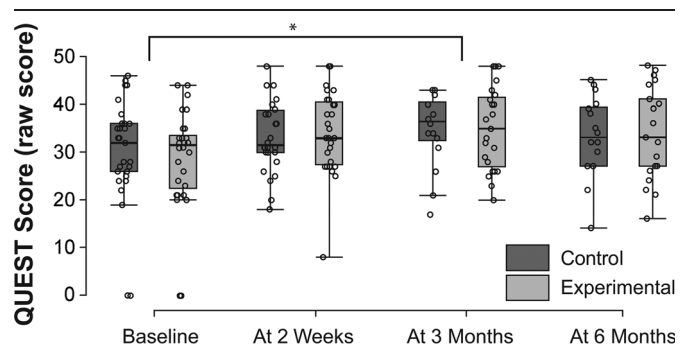 *
QUEST Score (raw score)
50
40
30
20
10
0
Control
Experimental
Baseline
At 2 Weeks
At 3 Months
At 6 Months